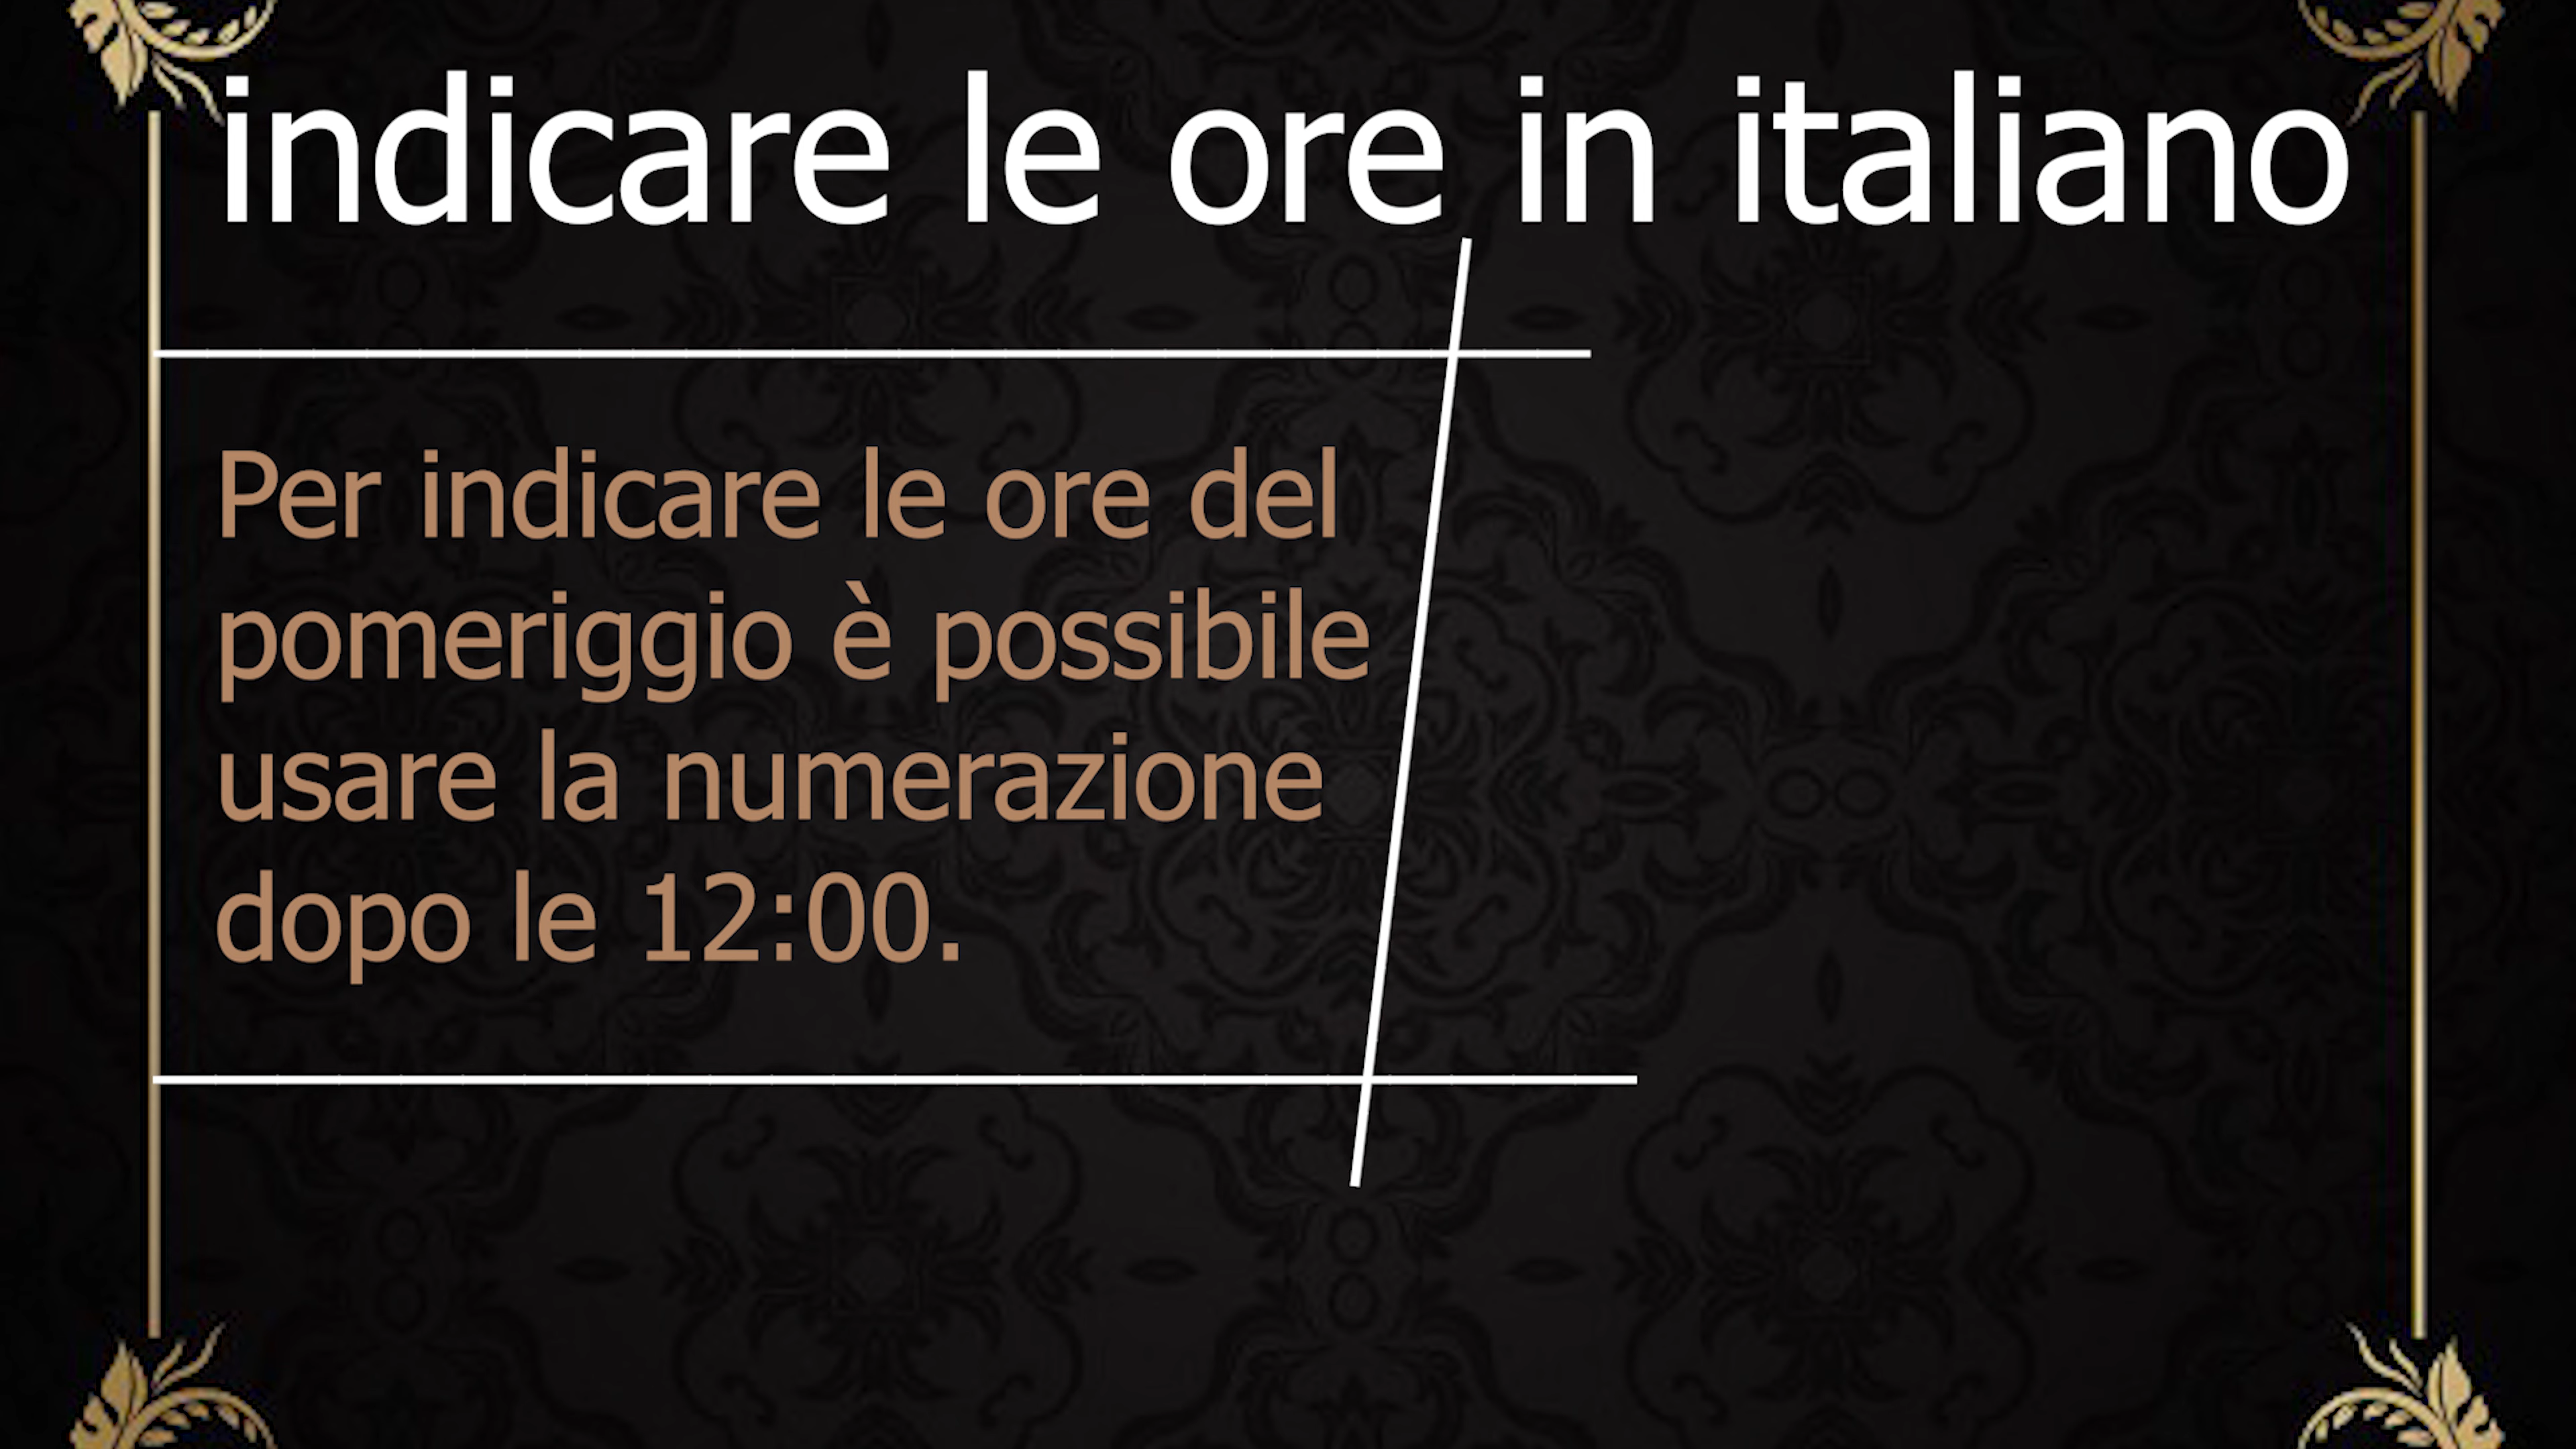 indicare le ore in italiano
Per indicare le ore del
pomeriggio è possibile
usare la numerazione
dopo le 12:00.